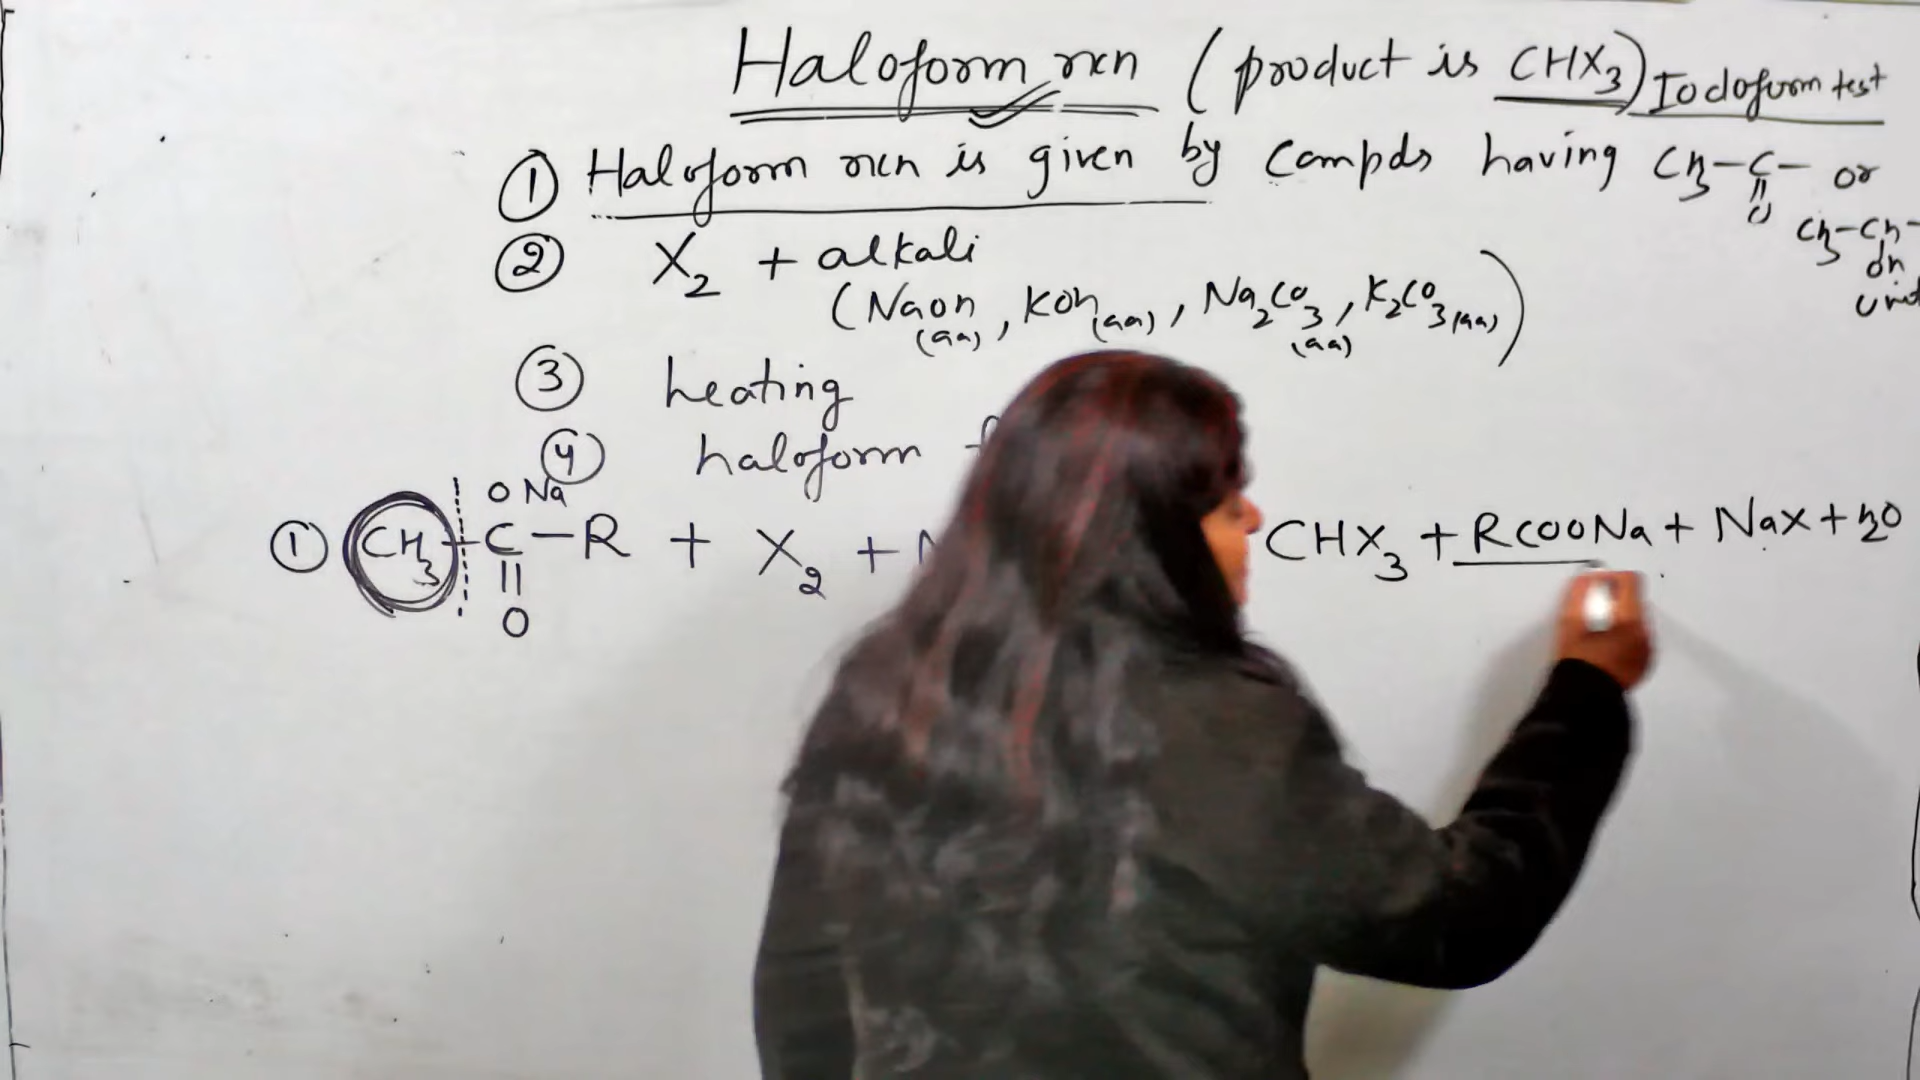 Haloform rxn (product is CHX3) Iodoform test
① Haloform rxn is given by Compds having CH3-C- or
O
CH3-CH-
OH
② X2 + alkali
(NaOH, KOH(aq), Na2CO3, K2CO3(aq))
(aq) (aq)
③ heating
④ haloform
O Na
① CH3-C-R + X2 + CHX3 + RCOONa + NaX + H2O
O